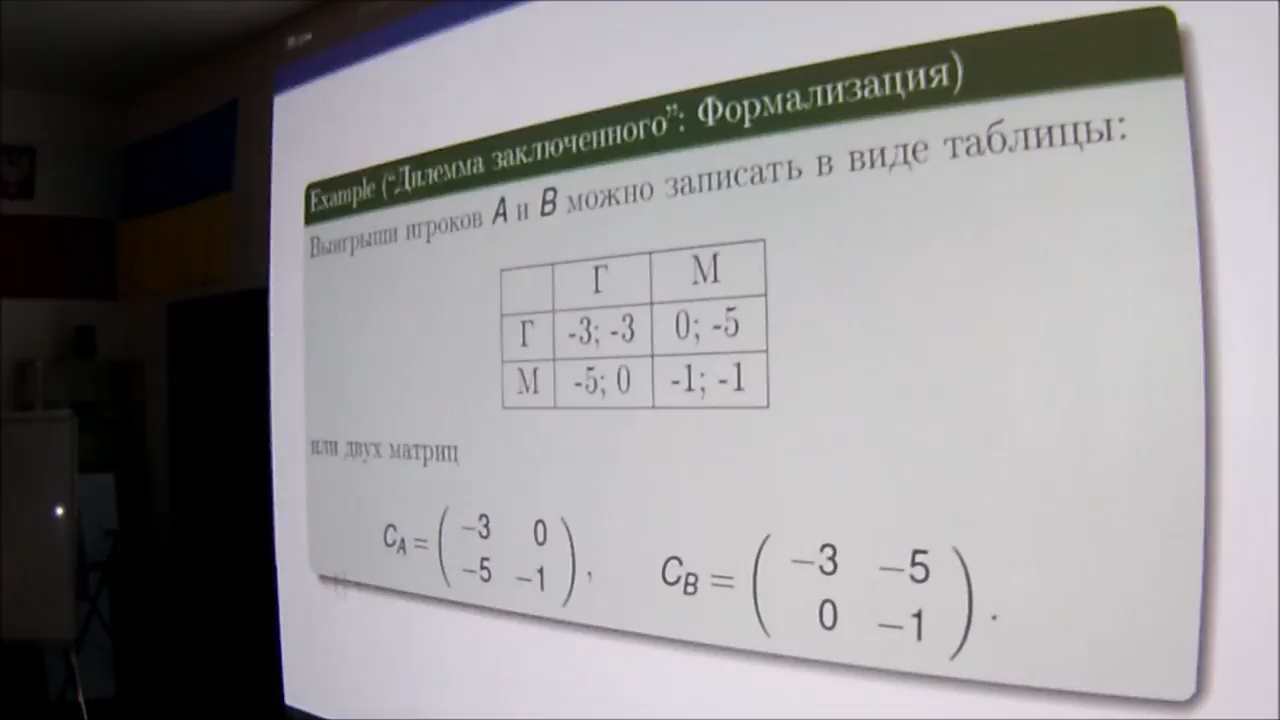 Example ("Дилемма заключенного": Формализация)
Выигрыши игроков A и B можно записать в виде таблицы:
Г М
Г -3; -3 0; -5
М -5; 0 -1; -1
или двух матриц
C_A = ( −3 0 −5 −1 ), C_B = ( −3 −5 0 −1 ).